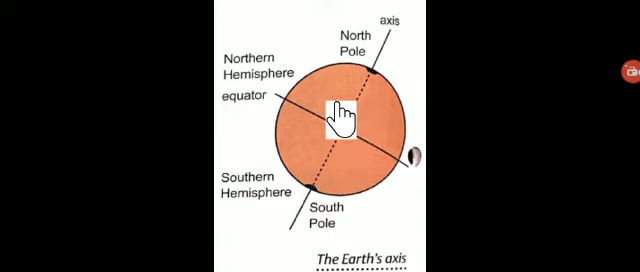 axis
North
Pole
Northern
Hemisphere
equator
Southern
Hemisphere
South
Pole
The Earth's axis